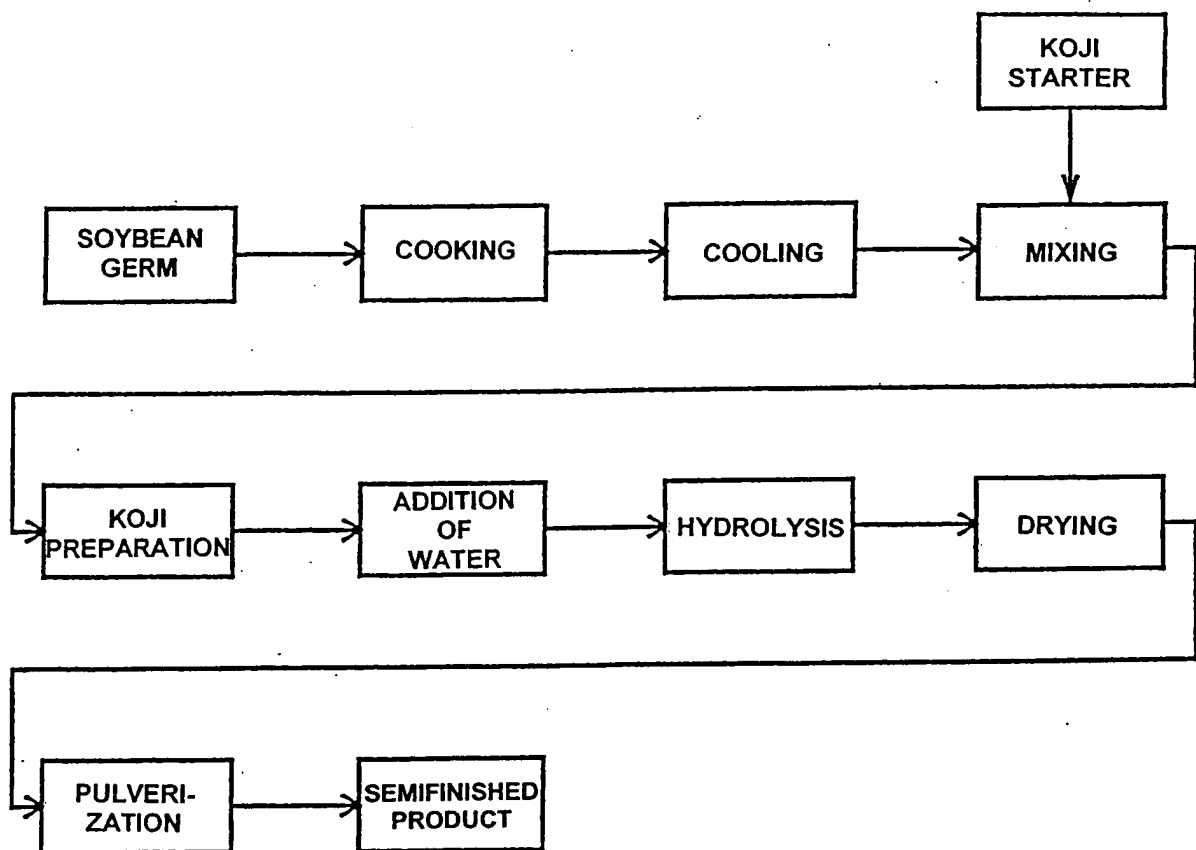 KOJI
STARTER
SOYBEAN
GERM
COOKING
COOLING
MIXING
KOJI
PREPARATION
ADDITION
OF
WATER
HYDROLYSIS
DRYING
PULVERI-
ZATION
SEMIFINISHED
PRODUCT